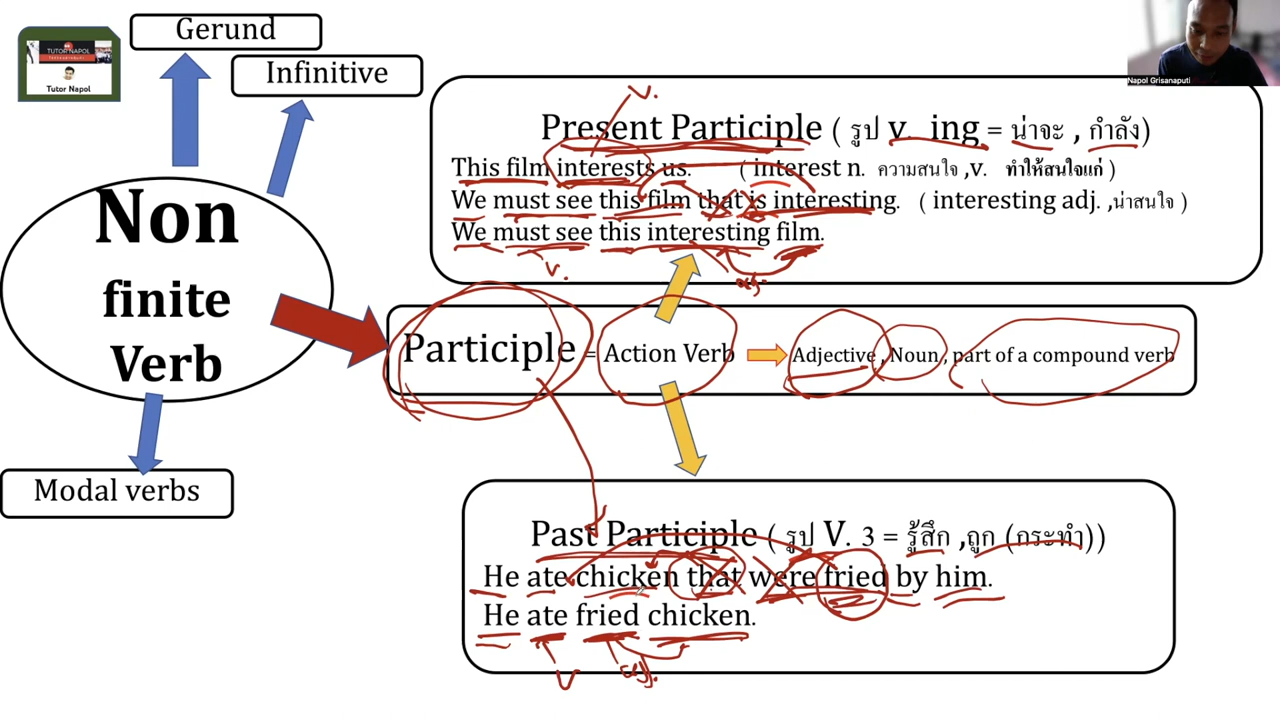 Gerund
Infinitive
TUTOR NAPOL
Tutor Napol
Napol Grisanaputi
Non
finite
Verb
Modal verbs
V.
Present Participle ( รูป v. ing = น่าจะ , กำลัง)
This film interests us. ( interest n. ความสนใจ ,v. ทำให้สนใจแก่ )
We must see this film that is interesting. ( interesting adj. ,น่าสนใจ )
We must see this interesting film.
v. adj.
Participle = Action Verb Adjective , Noun , part of a compound verb
Past Participle ( รูป V. 3 = รู้สึก ,ถูก (กระทำ))
He ate chicken that were fried by him.
He ate fried chicken.
V adj.